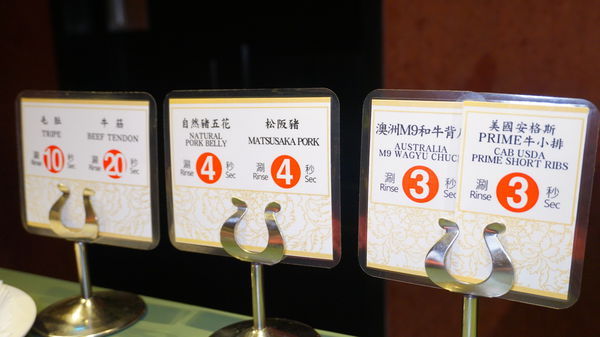 毛肚
TRIPE
涮 Rinse 10 秒 Sec
牛筋
BEEF TENDON
涮 Rinse 20 秒 Sec
自然豬五花
NATURAL
PORK BELLY
涮 Rinse 4 秒 Sec
松阪豬
MATSUSAKA PORK
涮 Rinse 4 秒 Sec
澳洲M9和牛背
AUSTRALIA
M9 WAGYU CHUC
涮 Rinse 3 秒
美國安格斯
PRIME牛小排
CAB USDA
PRIME SHORT RIBS
涮 Rinse 3 秒 Sec